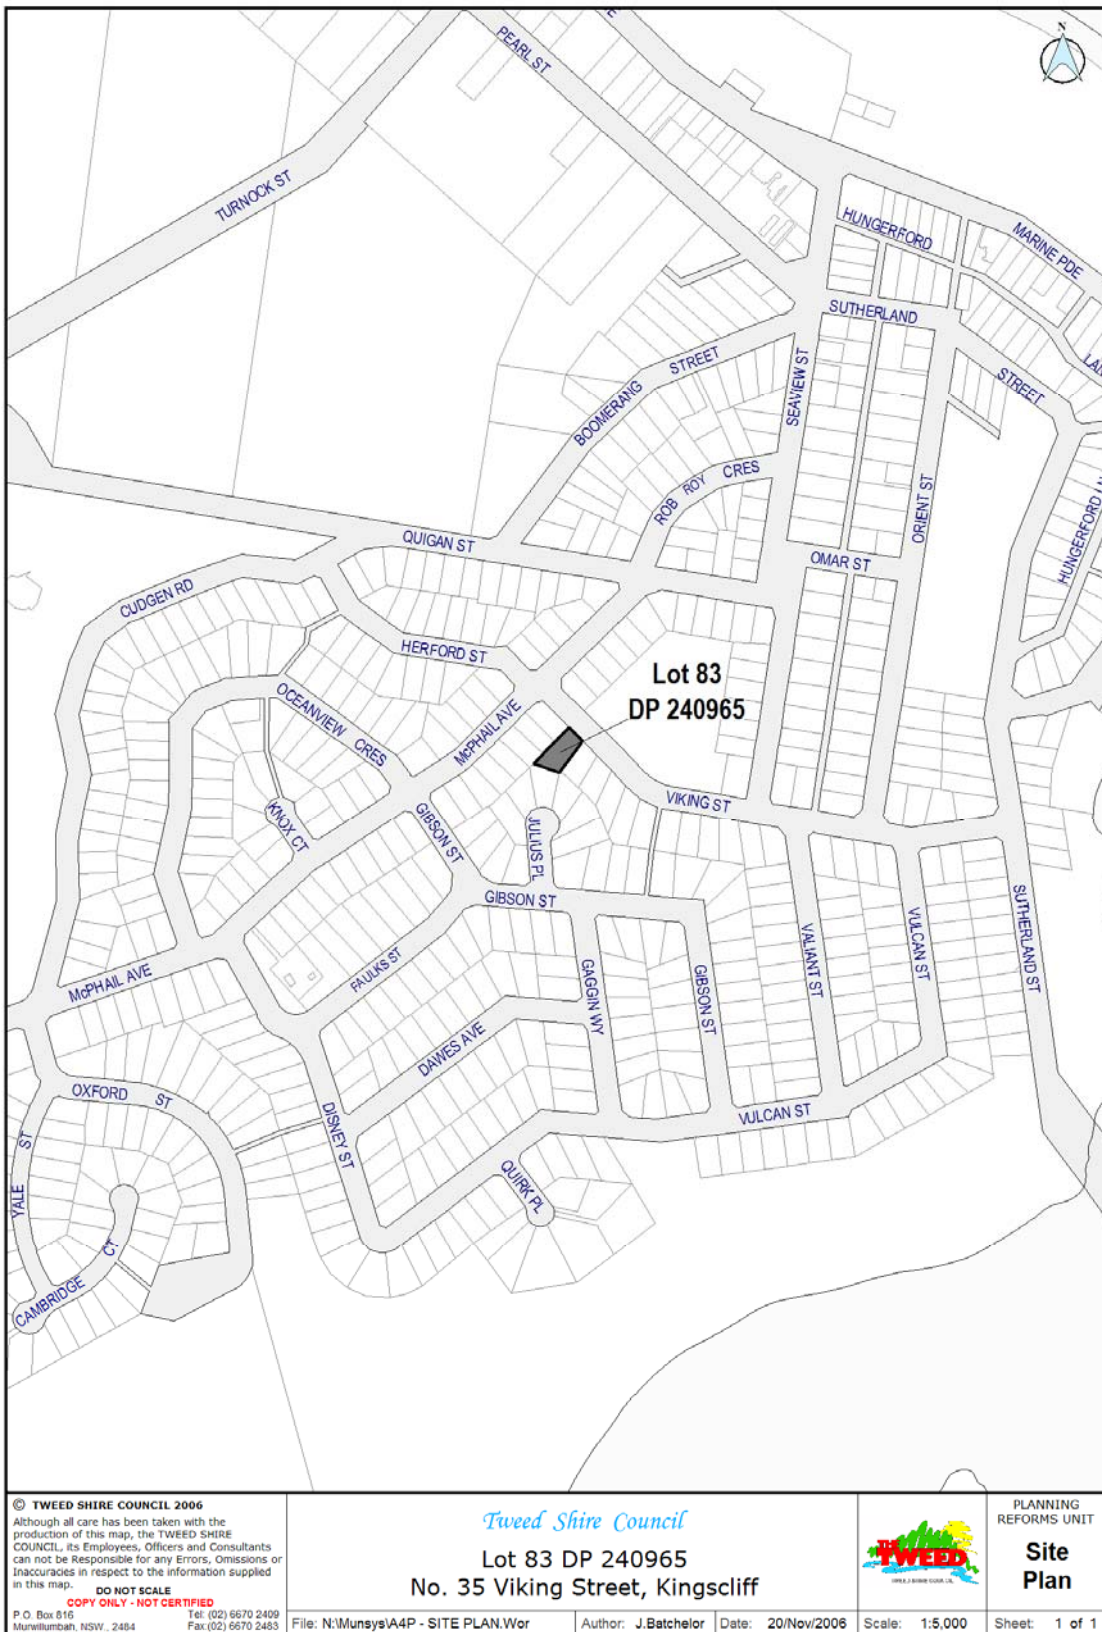 N
PEARL ST
TURNOCK ST
HUNGERFORD
MARINE PDE
SUTHERLAND
STREET
BOOMERANG STREET
SEAVIEW ST
ROB ROY CRES
ORIENT ST
HUNGERFORD LN
QUIGAN ST
OMAR ST
CUDGEN RD
HERFORD ST
Lot 83
DP 240965
OCEANVIEW CRES
McPHAIL AVE
VIKING ST
KNOX CT
GIBSON ST
JULIUS PL
GIBSON ST
SUTHERLAND ST
VULCAN ST
VALIANT ST
FAULKS ST
McPHAIL AVE
GAGGIN WY
GIBSON ST
DAWES AVE
OXFORD ST
DISNEY ST
VULCAN ST
YALE ST
QUIRK PL
CAMBRIDGE CT
© TWEED SHIRE COUNCIL 2006
Although all care has been taken with the
production of this map, the TWEED SHIRE
COUNCIL, its Employees, Officers and Consultants
can not be Responsible for any Errors, Omissions or
Inaccuracies in respect to the information supplied
in this map.
DO NOT SCALE
COPY ONLY - NOT CERTIFIED
P.O. Box 816 Tel: (02) 6670 2409
Murwillumbah, NSW., 2484 Fax:(02) 6670 2483
Tweed Shire Council
Lot 83 DP 240965
No. 35 Viking Street, Kingscliff
File: N:\Munsys\A4P - SITE PLAN.Wor
Author: J.Batchelor
Date: 20/Nov/2006
THE
TWEED
TWEED SHIRE COUNCIL
Scale: 1:5,000
PLANNING
REFORMS UNIT
Site
Plan
Sheet: 1 of 1